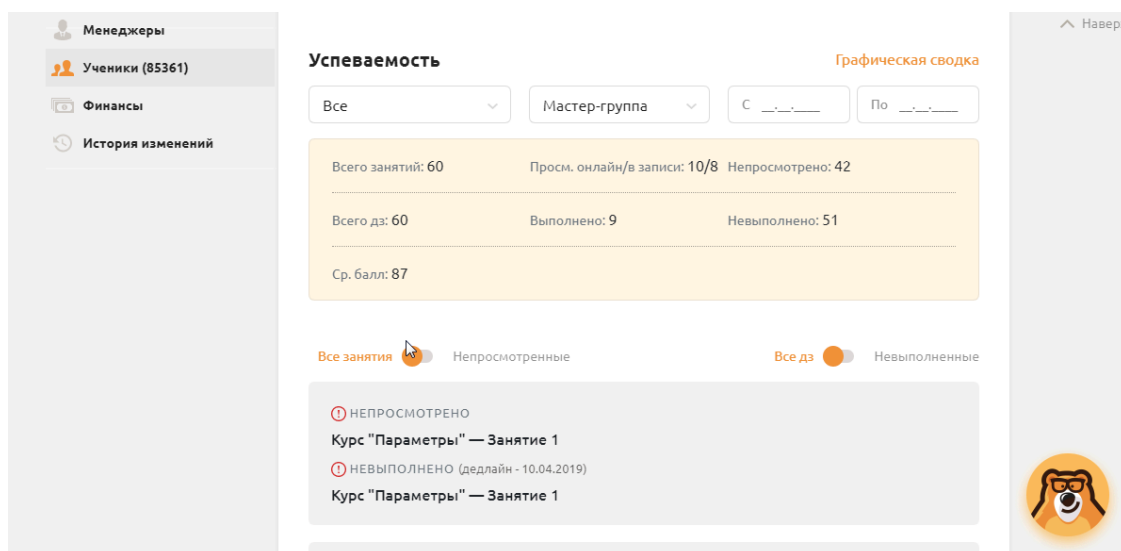 Менеджеры
Ученики (85361)
Финансы
История изменений
Навер
Успеваемость
Графическая сводка
Все
Мастер-группа
С __.__.____
По __.__.____
Всего занятий: 60 Просм. онлайн/в записи: 10/8 Непросмотрено: 42
Всего дз: 60 Выполнено: 9 Невыполнено: 51
Ср. балл: 87
Все занятия Непросмотренные
Все дз Невыполненные
НЕПРОСМОТРЕНО
Курс "Параметры" — Занятие 1
НЕВЫПОЛНЕНО (дедлайн - 10.04.2019)
Курс "Параметры" — Занятие 1